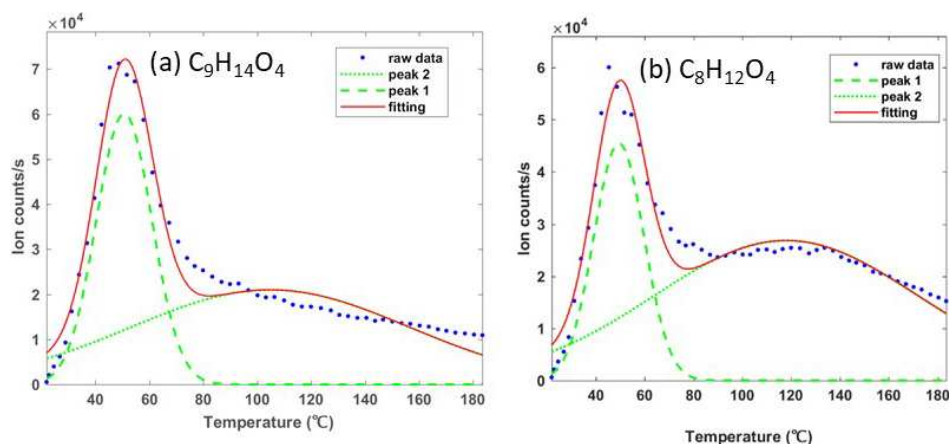 ×10⁴
(a) C₉H₁₄O₄
raw data
peak 2
peak 1
fitting
7
6
5
4
3
2
1
0
Ion counts/s
40 60 80 100 120 140 160 180
Temperature (℃)
×10⁴
(b) C₈H₁₂O₄
raw data
peak 1
peak 2
fitting
6
5
4
3
2
1
0
Ion counts/s
40 60 80 100 120 140 160 180
Temperature (℃)